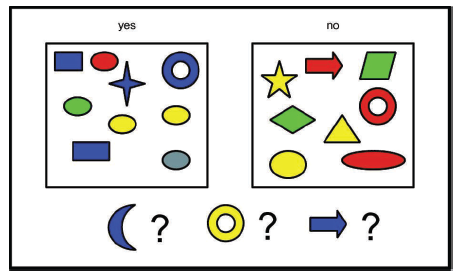 yes
no
? ? ?